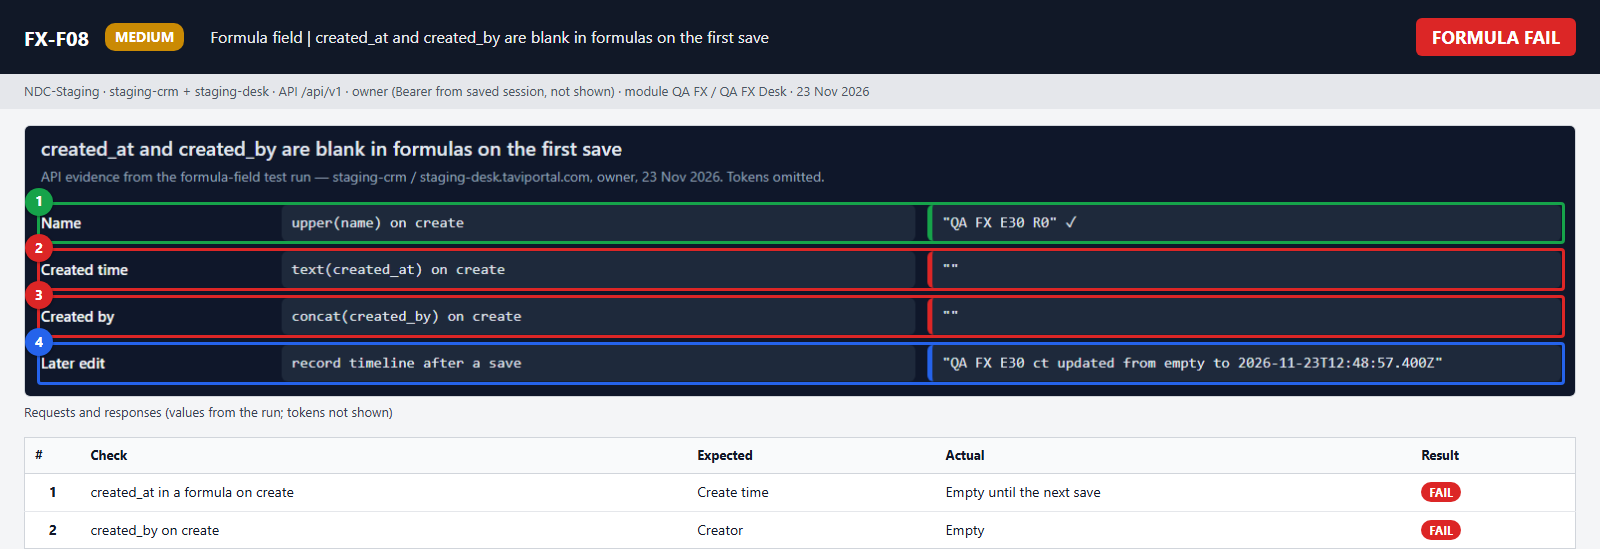 FX-F08 MEDIUM Formula field | created_at and created_by are blank in formulas on the first save FORMULA FAIL
NDC-Staging · staging-crm + staging-desk · API /api/v1 · owner (Bearer from saved session, not shown) · module QA FX / QA FX Desk · 23 Nov 2026
created_at and created_by are blank in formulas on the first save
API evidence from the formula-field test run — staging-crm / staging-desk.taviportal.com, owner, 23 Nov 2026. Tokens omitted.
1
Name upper(name) on create "QA FX E30 R0" ✓
2
Created time text(created_at) on create ""
3
Created by concat(created_by) on create ""
4
Later edit record timeline after a save "QA FX E30 ct updated from empty to 2026-11-23T12:48:57.400Z"
Requests and responses (values from the run; tokens not shown)
# Check Expected Actual Result
1 created_at in a formula on create Create time Empty until the next save FAIL
2 created_by on create Creator Empty FAIL